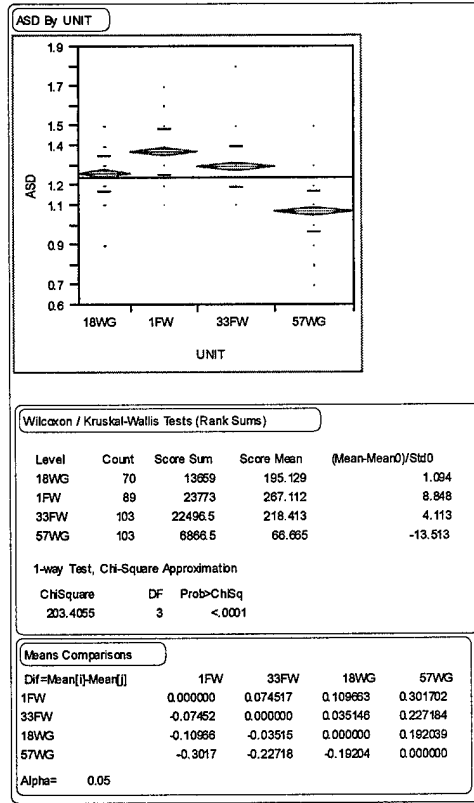 ASD By UNIT
1.9
1.7
1.5
1.4
1.2
1.1
0.9
0.7
0.6
ASD
18WG 1FW 33FW 57WG
UNIT
Wilcoxon / Kruskal-Wallis Tests (Rank Sums)
Level Count Score Sum Score Mean (Mean-Mean0)/Std0
18WG 70 13659 195.129 1.094
1FW 89 23773 267.112 8.848
33FW 103 22496.5 218.413 4.113
57WG 103 6866.5 66.665 -13.513
1-way Test, Chi-Square Approximation
ChiSquare DF Prob>ChiSq
203.4055 3 <.0001
Means Comparisons
Dif=Mean[i]-Mean[j] 1FW 33FW 18WG 57WG
1FW 0.000000 0.074517 0.109663 0.301702
33FW -0.07452 0.000000 0.035146 0.227184
18WG -0.10966 -0.03515 0.000000 0.192039
57WG -0.3017 -0.22718 -0.19204 0.000000
Alpha= 0.05